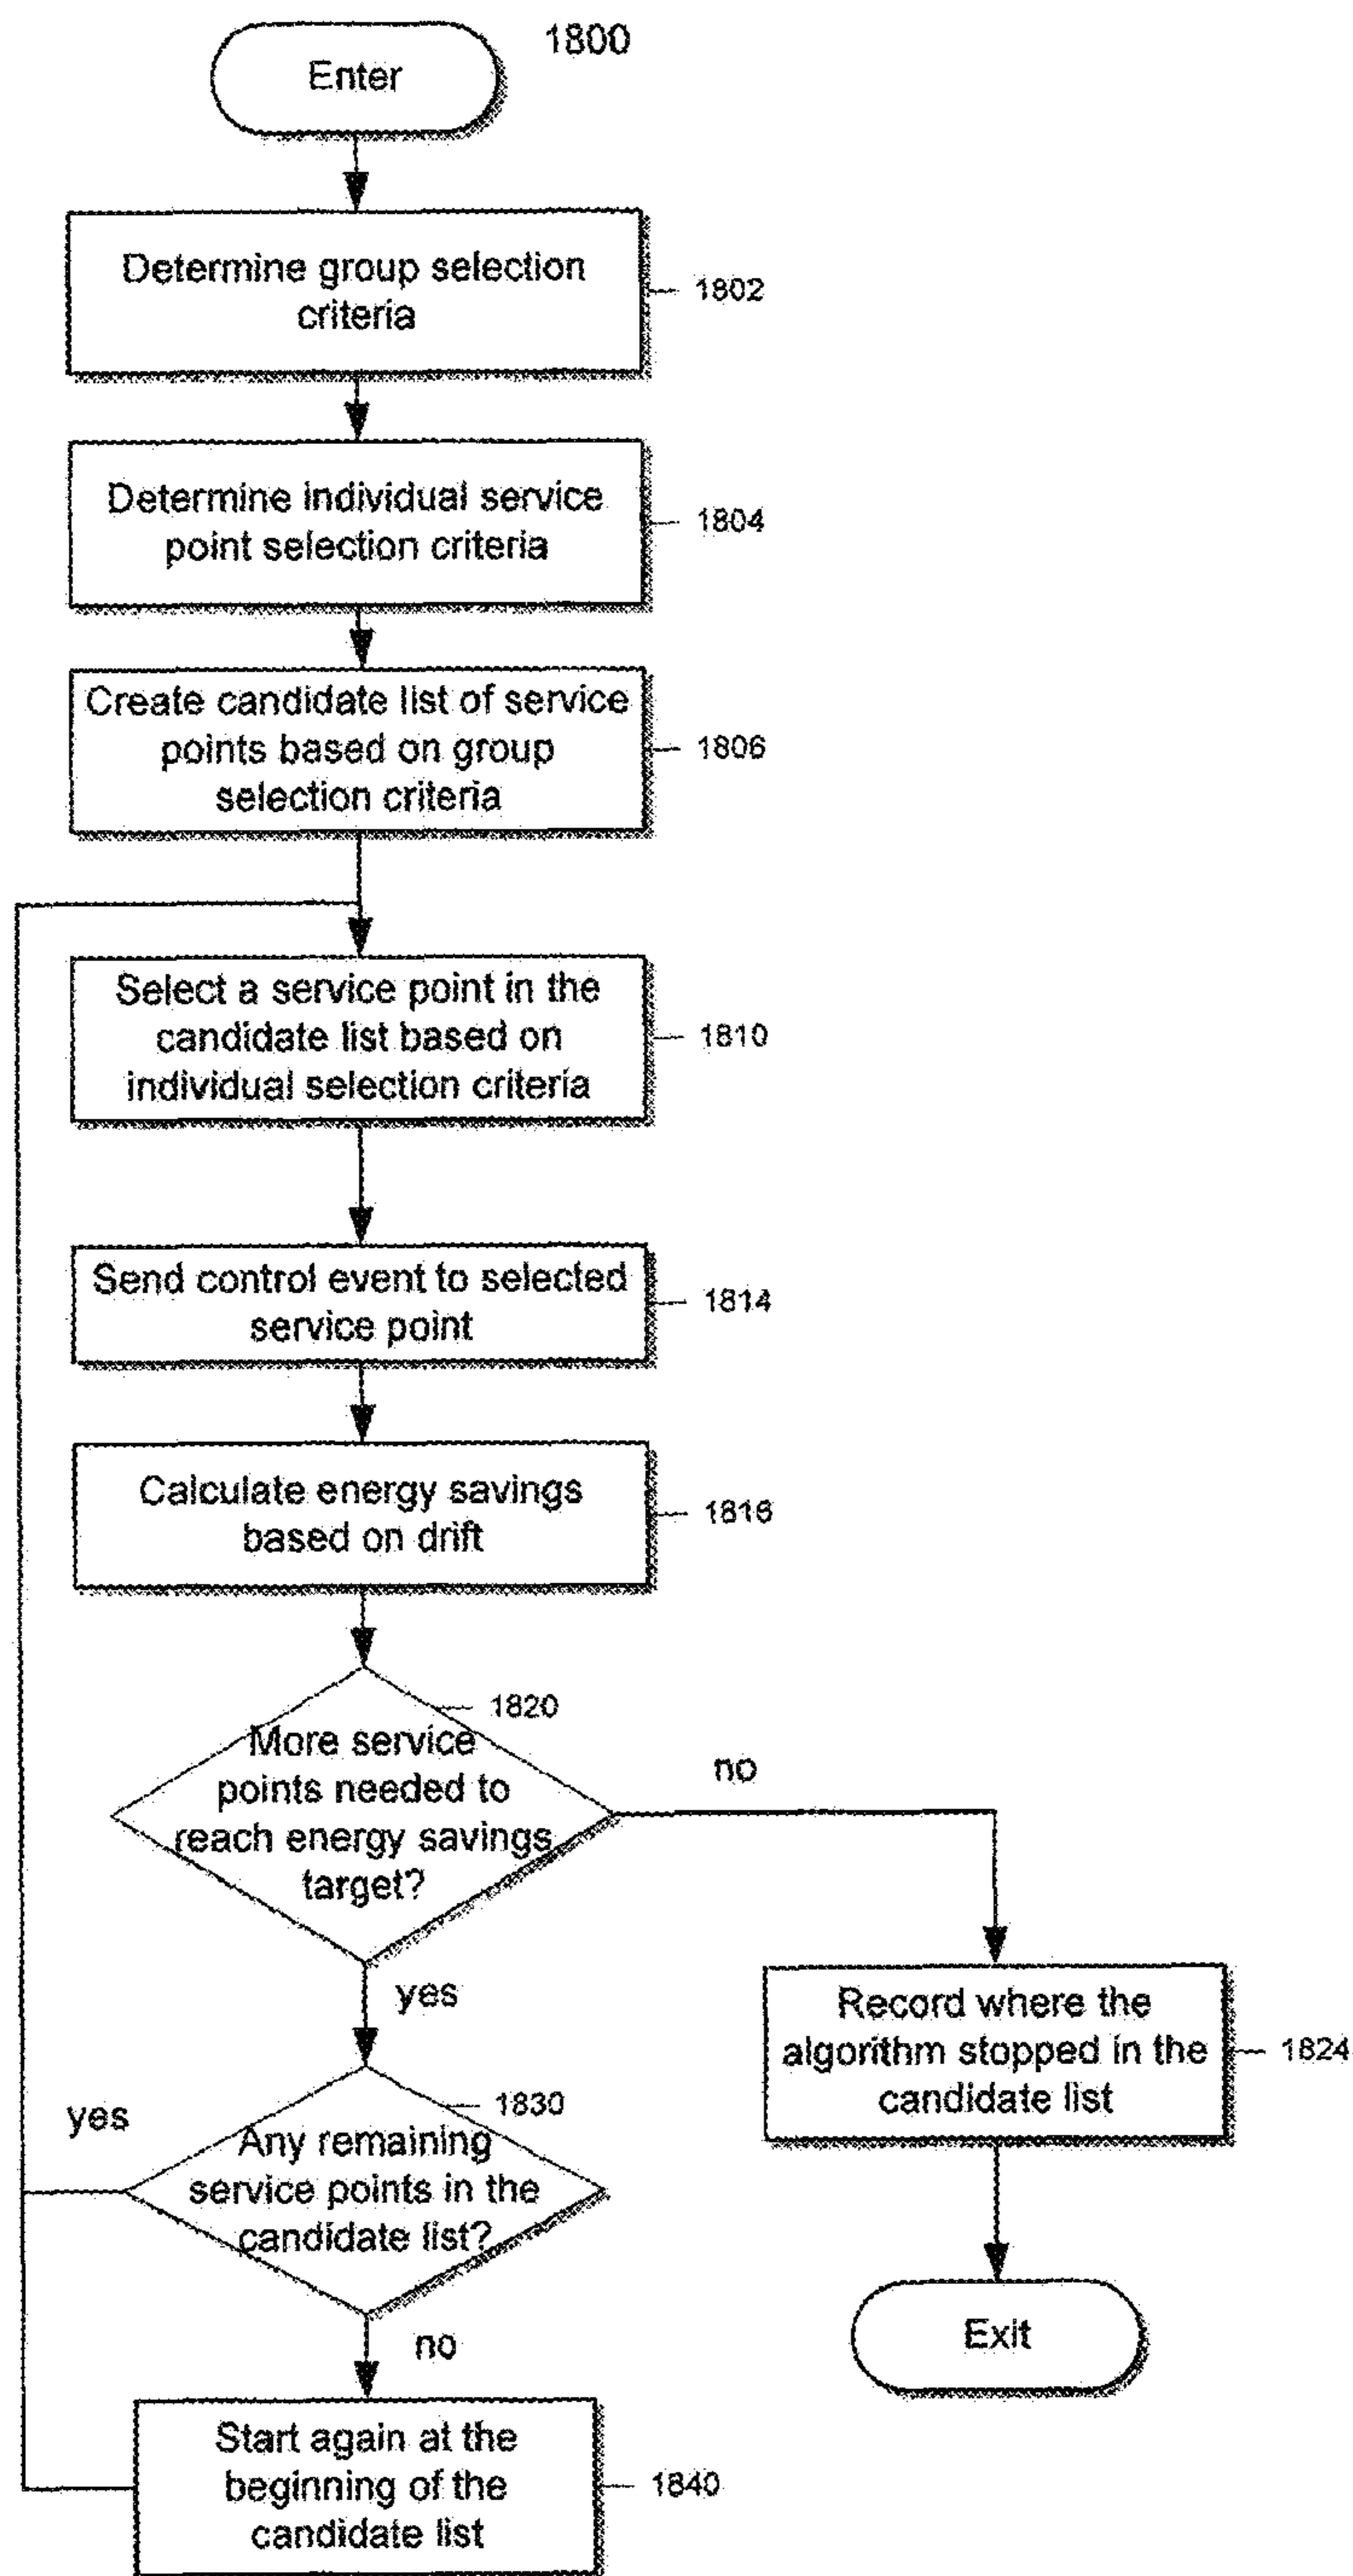 1800
Enter
Determine group selection
criteria
1802
Determine individual service
point selection criteria
1804
Create candidate list of service
points based on group
selection criteria
1806
Select a service point in the
candidate list based on
individual selection criteria
1810
Send control event to selected
service point
1814
Calculate energy savings
based on drift
1816
1820
More service
points needed to
reach energy savings
target?
no
yes
Record where the
algorithm stopped in the
candidate list
1824
yes
1830
Any remaining
service points in the
candidate list?
no
Exit
Start again at the
beginning of the
candidate list
1840